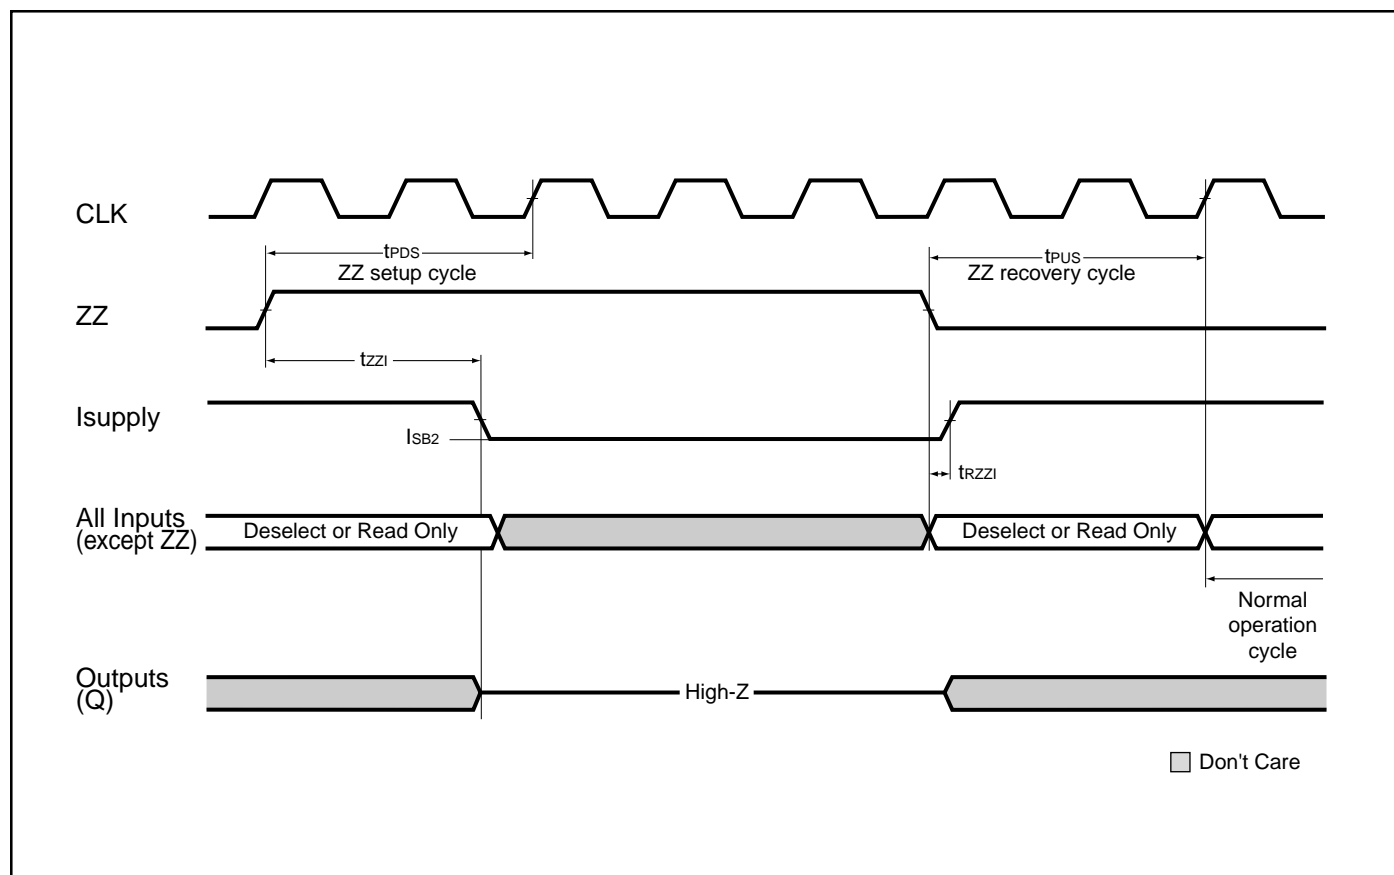 CLK
tPDS
ZZ setup cycle
tPUS
ZZ recovery cycle
ZZ
tZZI
Isupply
ISB2
tRZZI
All Inputs
(except ZZ)
Deselect or Read Only
Deselect or Read Only
Normal
operation
cycle
Outputs
(Q)
High-Z
Don't Care